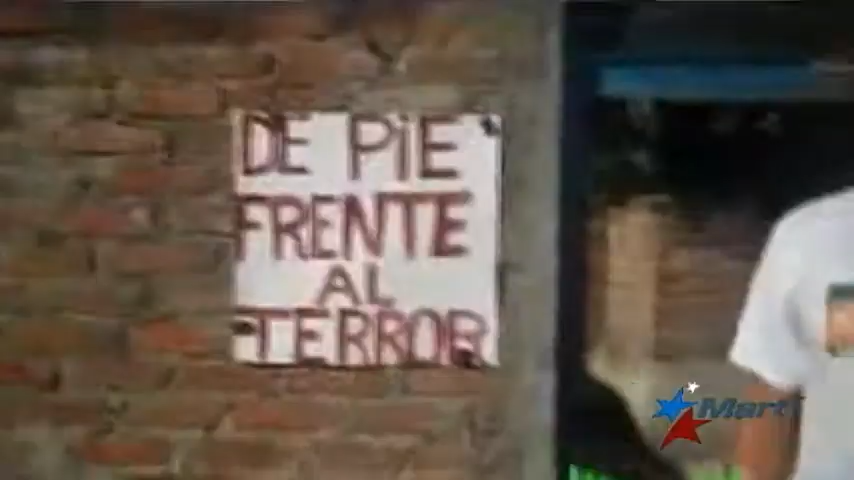 DE PiE
FRENTE
AL
TERROR
Martí